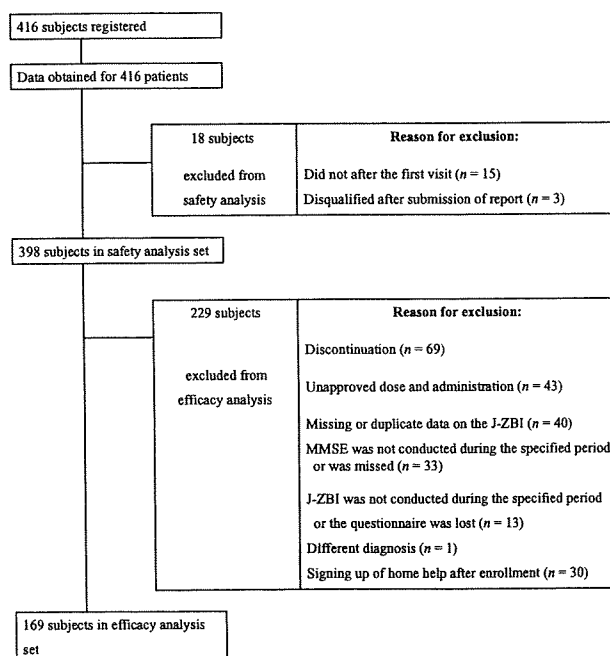 416 subjects registered
Data obtained for 416 patients
18 subjects
excluded from
safety analysis
Reason for exclusion:
Did not after the first visit (n = 15)
Disqualified after submission of report (n = 3)
398 subjects in safety analysis set
229 subjects
excluded from
efficacy analysis
Reason for exclusion:
Discontinuation (n = 69)
Unapproved dose and administration (n = 43)
Missing or duplicate data on the J-ZBI (n = 40)
MMSE was not conducted during the specified period
or was missed (n = 33)
J-ZBI was not conducted during the specified period
or the questionnaire was lost (n = 13)
Different diagnosis (n = 1)
Signing up of home help after enrollment (n = 30)
169 subjects in efficacy analysis
set